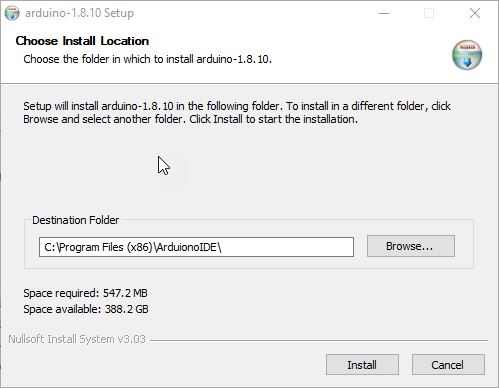 arduino-1.8.10 Setup
Choose Install Location
Choose the folder in which to install arduino-1.8.10.
Setup will install arduino-1.8.10 in the following folder. To install in a different folder, click
Browse and select another folder. Click Install to start the installation.
Destination Folder
C:\Program Files (x86)\ArduionoIDE\
Browse...
Space required: 547.2 MB
Space available: 388.2 GB
Nullsoft Install System v3.03
Install
Cancel